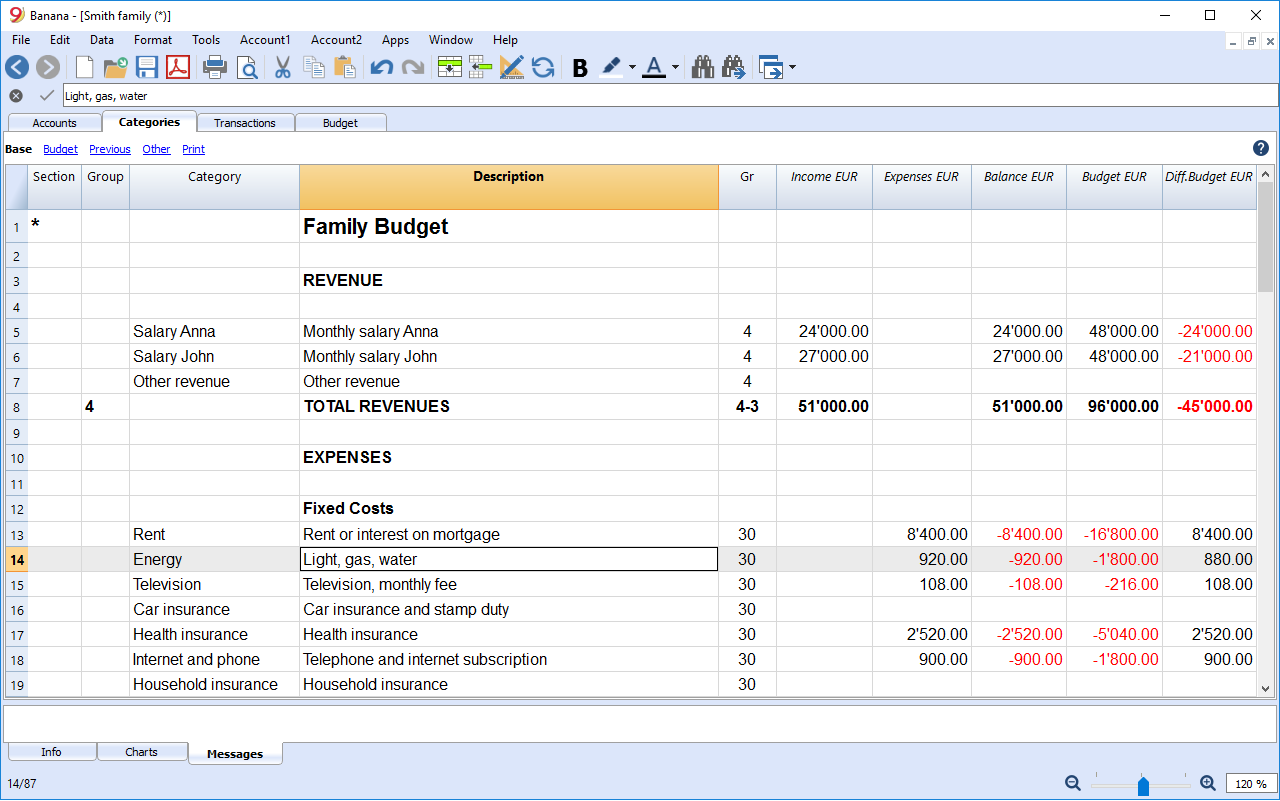 Banana - [Smith family (*)]
File Edit Data Format Tools Account1 Account2 Apps Window Help
B A
Light, gas, water
Accounts Categories Transactions Budget
Base Budget Previous Other Print ?
Section Group Category Description Gr Income EUR Expenses EUR Balance EUR Budget EUR Diff.Budget EUR
1 * Family Budget
2
3 REVENUE
4
5 Salary Anna Monthly salary Anna 4 24'000.00 24'000.00 48'000.00 -24'000.00
6 Salary John Monthly salary John 4 27'000.00 27'000.00 48'000.00 -21'000.00
7 Other revenue Other revenue 4
8 4 TOTAL REVENUES 4-3 51'000.00 51'000.00 96'000.00 -45'000.00
9
10 EXPENSES
11
12 Fixed Costs
13 Rent Rent or interest on mortgage 30 8'400.00 -8'400.00 -16'800.00 8'400.00
14 Energy Light, gas, water 30 920.00 -920.00 -1'800.00 880.00
15 Television Television, monthly fee 30 108.00 -108.00 -216.00 108.00
16 Car insurance Car insurance and stamp duty 30
17 Health insurance Health insurance 30 2'520.00 -2'520.00 -5'040.00 2'520.00
18 Internet and phone Telephone and internet subscription 30 900.00 -900.00 -1'800.00 900.00
19 Household insurance Household insurance 30
Info Charts Messages
14/87 120 %